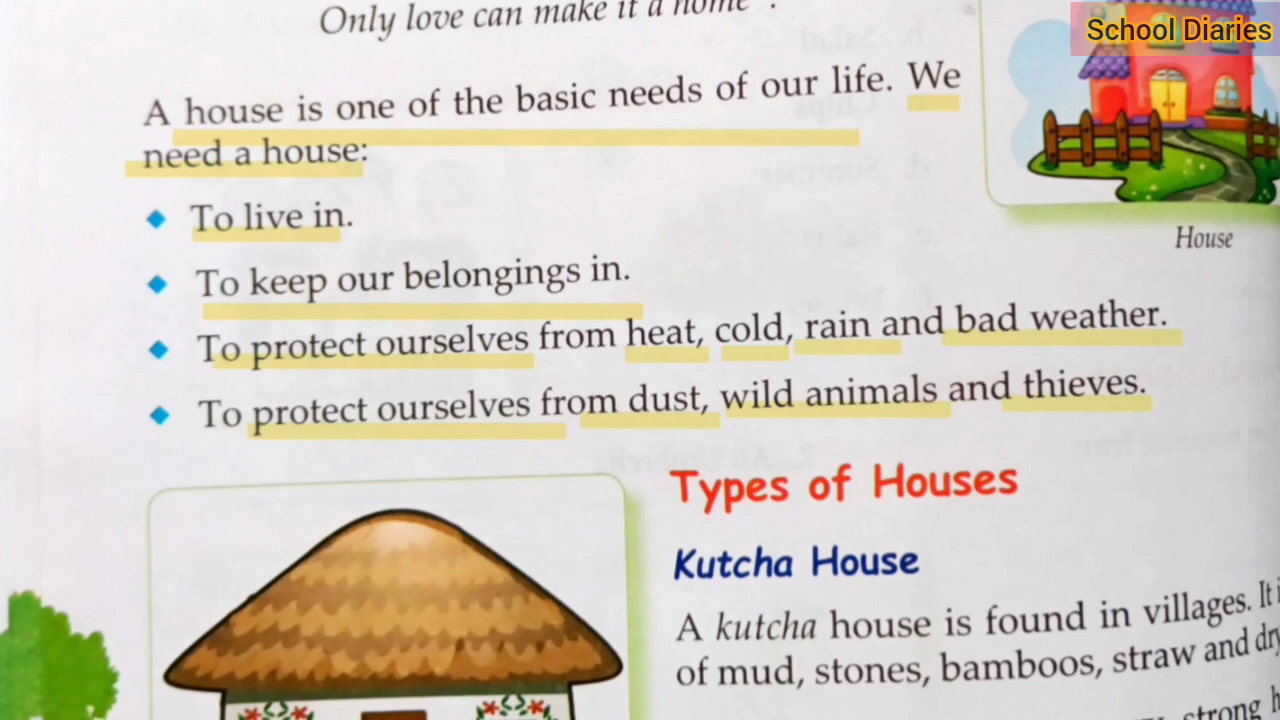 Only love can make it a home".
School Diaries
A house is one of the basic needs of our life. We
need a house:
To live in.
To keep our belongings in.
To protect ourselves from heat, cold, rain and bad weather.
To protect ourselves from dust, wild animals and thieves.
House
Types of Houses
Kutcha House
A kutcha house is found in villages. It
of mud, stones, bamboos, straw and
strong